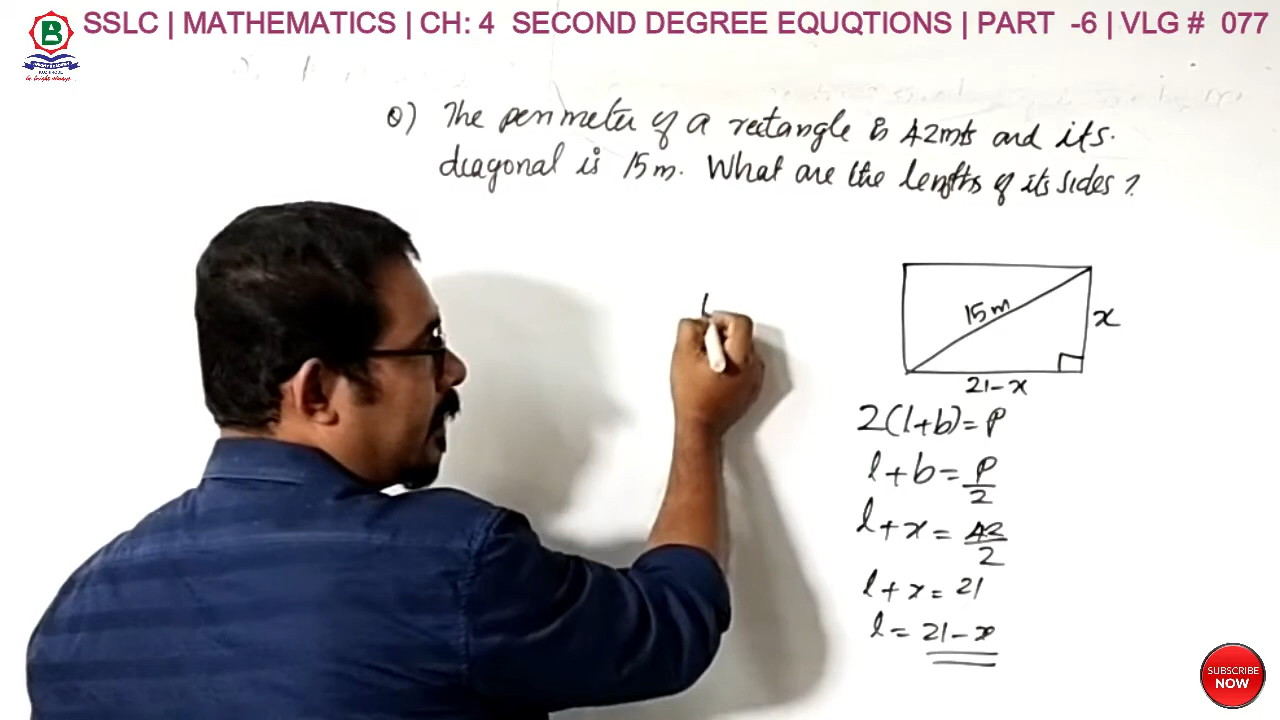 SSLC | MATHEMATICS | CH: 4 SECOND DEGREE EQUQTIONS | PART -6 | VLG # 077
B
Q) The perimeter of a rectangle is 42mts and its.
diagonal is 15m. What are the lengths of its sides?
15m
x
21-x
2(l+b)=P
l+b=P/2
l+x=42/2
l+x=21
l=21-x
SUBSCRIBE
NOW